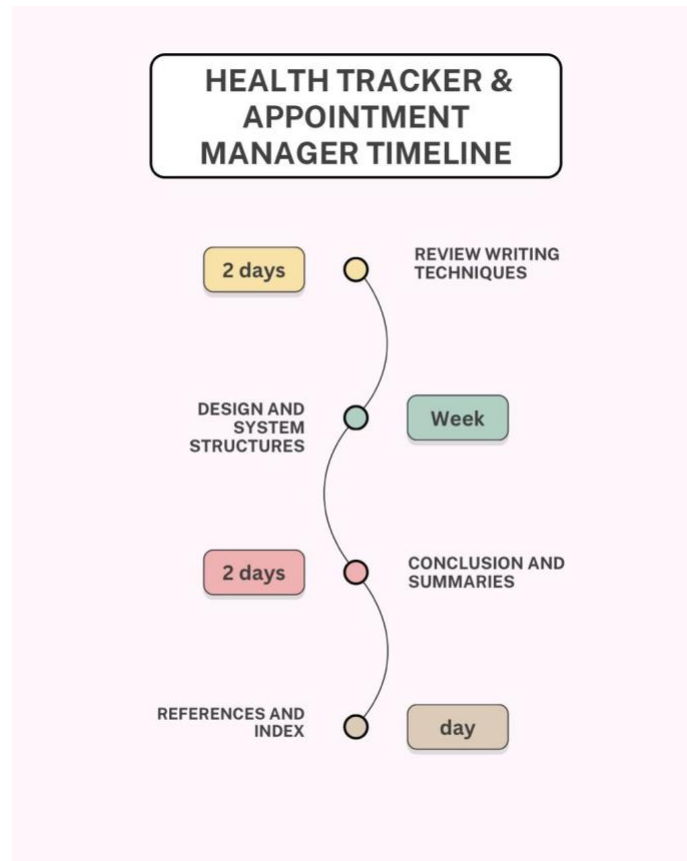 HEALTH TRACKER &
APPOINTMENT
MANAGER TIMELINE
2 days
REVIEW WRITING
TECHNIQUES
DESIGN AND
SYSTEM
STRUCTURES
Week
2 days
CONCLUSION AND
SUMMARIES
REFERENCES AND
INDEX
day